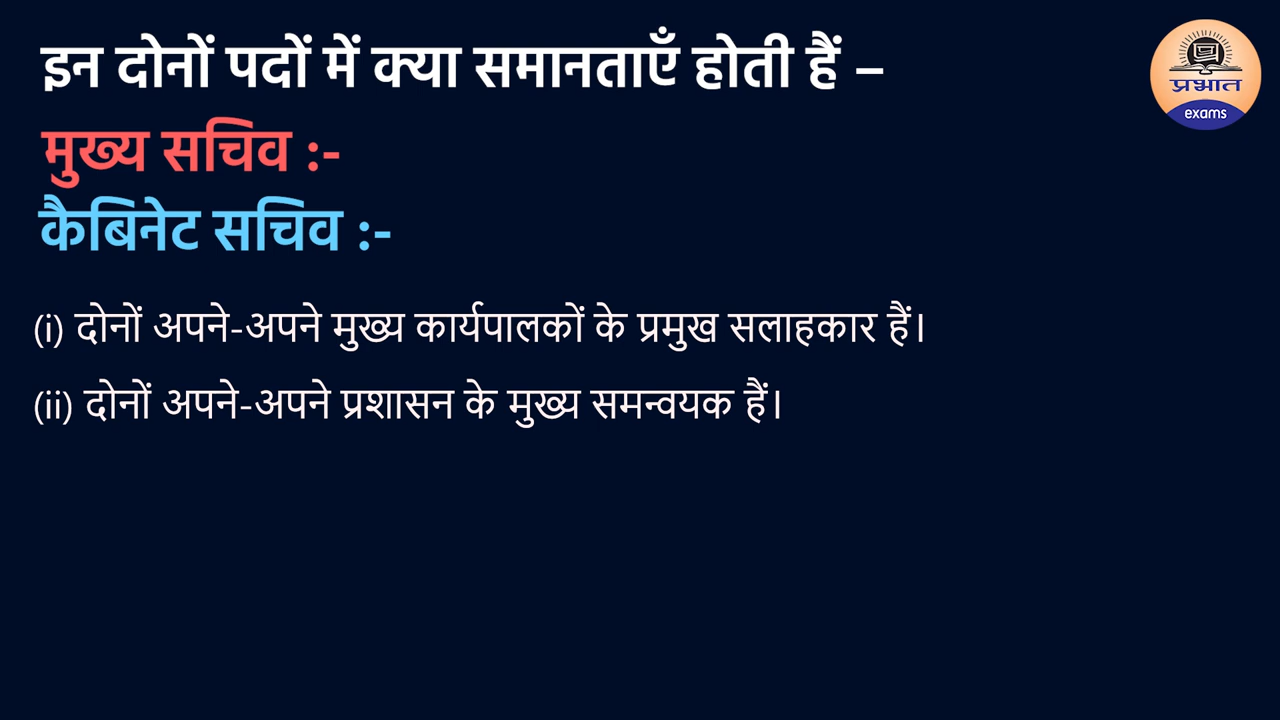 इन दोनों पदों में क्या समानताएँ होती हैं –
मुख्य सचिव :-
कैबिनेट सचिव :-
(i) दोनों अपने-अपने मुख्य कार्यपालकों के प्रमुख सलाहकार हैं।
(ii) दोनों अपने-अपने प्रशासन के मुख्य समन्वयक हैं।
प्रभात
exams